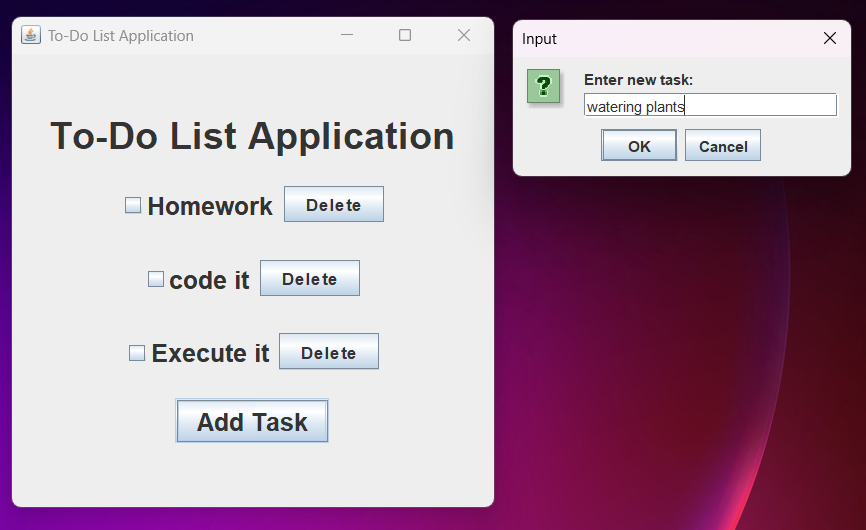 To-Do List Application
To-Do List Application
Homework Delete
code it Delete
Execute it Delete
Add Task
Input
?
Enter new task:
watering plants
OK Cancel